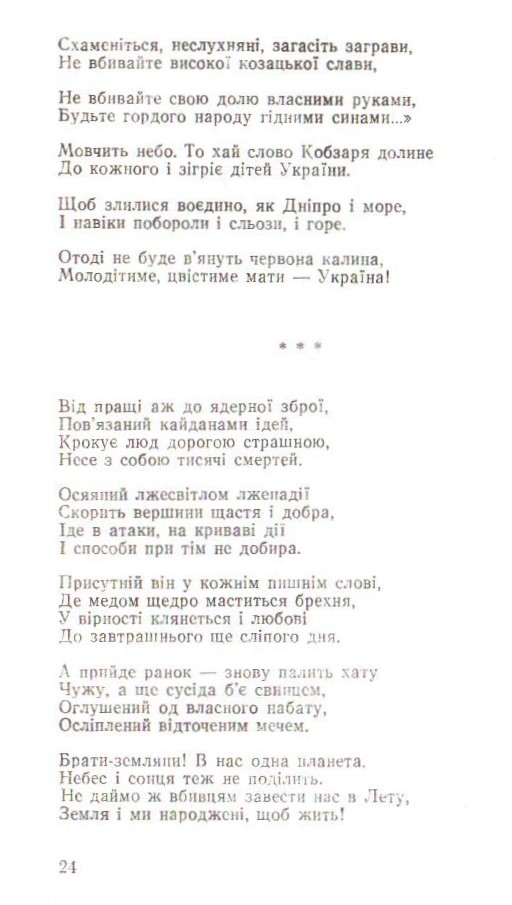 Схаменіться, неслухняні, загасіть заграви,
Не вбивайте високої козацької слави,
Не вбивайте свою долю власними руками,
Будьте гордого народу гідними синами...»
Мовчить небо. То хай слово Кобзаря долине
До кожного і зігріє дітей України.
Щоб злилися воєдино, як Дніпро і море,
І навіки побороли і сльози, і горе.
Отоді не буде в'януть червона калина,
Молодітиме, цвістиме мати — Україна!
* * *
Від пращі аж до ядерної зброї,
Пов'язаний кайданами ідей,
Крокує люд дорогою страшною,
Несе з собою тисячі смертей.
Осяяний лжесвітлом лженадії
Скорить вершини щастя і добра,
Іде в атаки, на криваві дії
І способи при тім не добира.
Присутній він у кожнім пишнім слові,
Де медом щедро маститься брехня,
У вірності клянеться і любові
До завтрашнього ще сліпого дня.
А прийде ранок — знову палить хату
Чужу, а ще сусіда б'є свинцем,
Оглушений од власного набату,
Осліплений відточеним мечем.
Брати-земляни! В нас одна планета.
Небес і сонця теж не поділить.
Не даймо ж вбивцям завести нас в Лету,
Земля і ми народжені, щоб жить!
24